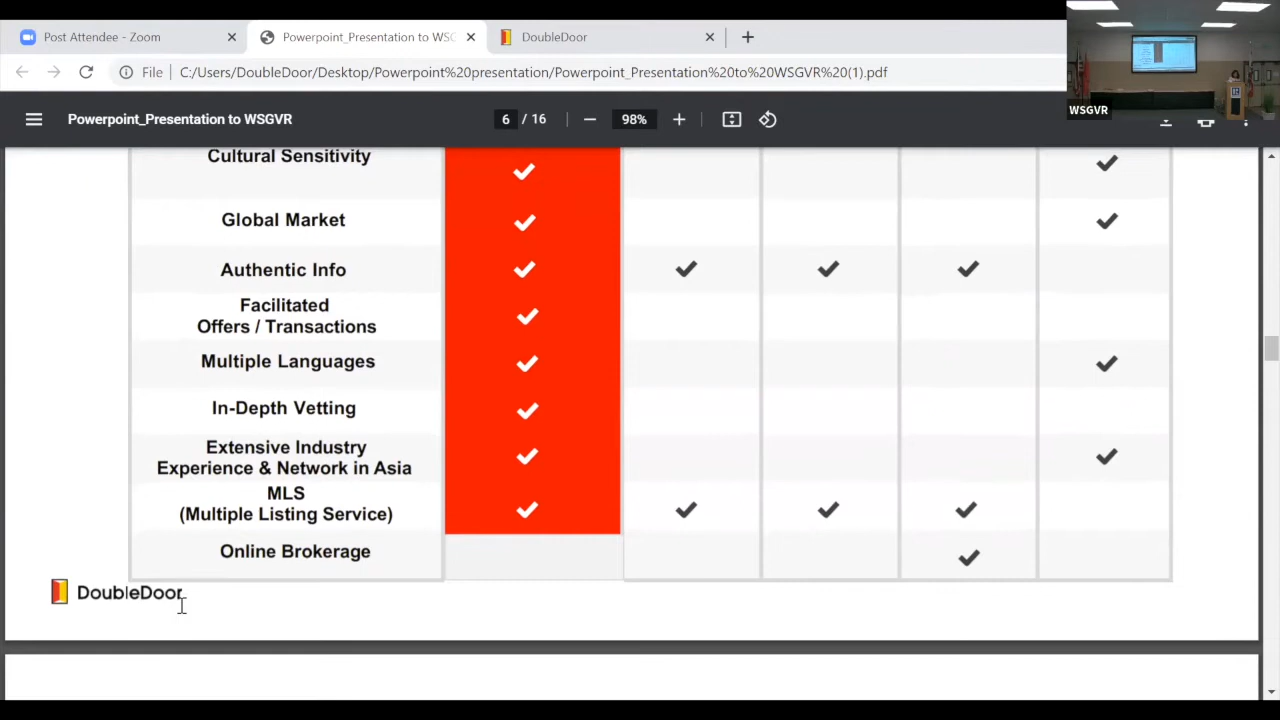 Post Attendee - Zoom
Powerpoint_Presentation to WSG
DoubleDoor
File
C:/Users/DoubleDoor/Desktop/Powerpoint%20presentation/Powerpoint_Presentation%20to%20WSGVR%20(1).pdf
WSGVR
Powerpoint_Presentation to WSGVR
6 / 16
98%
Cultural Sensitivity
Global Market
Authentic Info
Facilitated
Offers / Transactions
Multiple Languages
In-Depth Vetting
Extensive Industry
Experience & Network in Asia
MLS
(Multiple Listing Service)
Online Brokerage
DoubleDoor